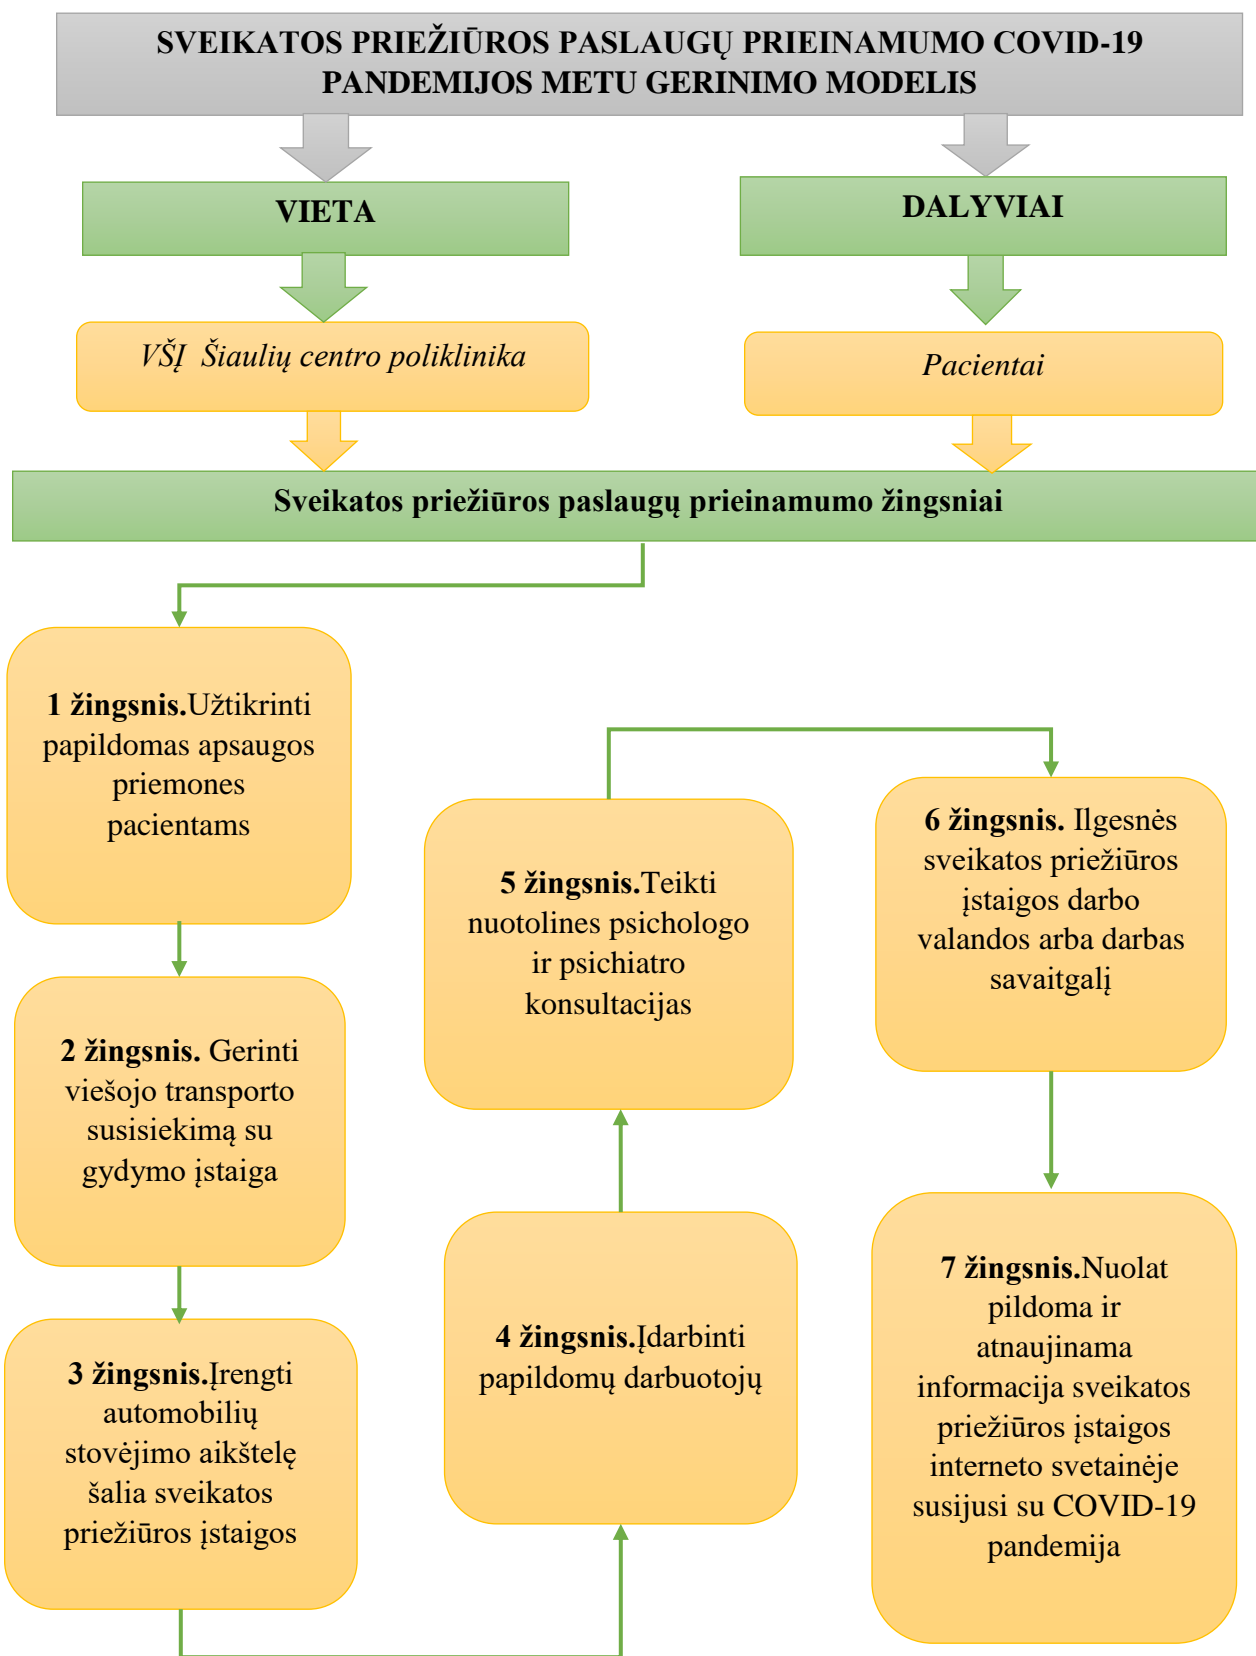 SVEIKATOS PRIEŽIŪROS PASLAUGŲ PRIEINAMUMO COVID-19
PANDEMIJOS METU GERINIMO MODELIS
VIETA
DALYVIAI
VŠĮ Šiaulių centro poliklinika
Pacientai
Sveikatos priežiūros paslaugų prieinamumo žingsniai
1 žingsnis.Užtikrinti
papildomas apsaugos
priemones
pacientams
2 žingsnis. Gerinti
viešojo transporto
susisiekimą su
gydymo įstaiga
3 žingsnis.Įrengti
automobilių
stovėjimo aikštelę
šalia sveikatos
priežiūros įstaigos
4 žingsnis.Įdarbinti
papildomų darbuotojų
5 žingsnis.Teikti
nuotolines psichologo
ir psichiatro
konsultacijas
6 žingsnis. Ilgesnės
sveikatos priežiūros
įstaigos darbo
valandos arba darbas
savaitgalį
7 žingsnis.Nuolat
pildoma ir
atnaujinama
informacija sveikatos
priežiūros įstaigos
interneto svetainėje
susijusi su COVID-19
pandemija